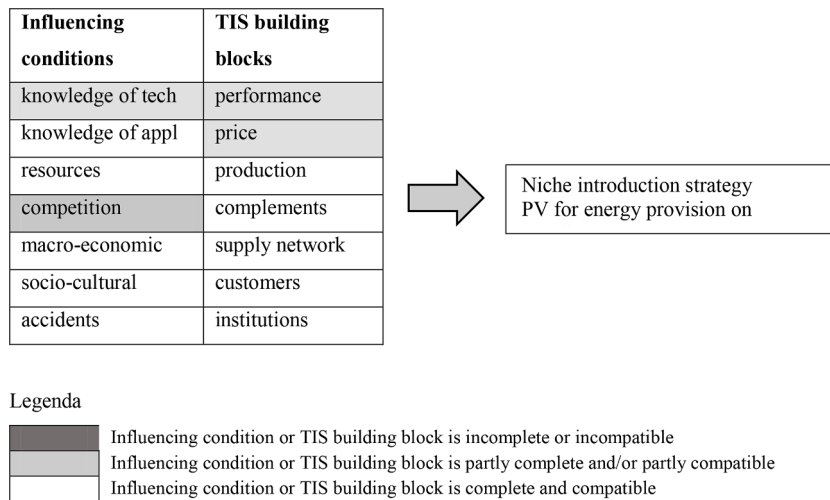 Influencing conditions TIS building blocks
knowledge of tech performance
knowledge of appl price
resources production
competition complements
macro-economic supply network
socio-cultural customers
accidents institutions
Niche introduction strategy
PV for energy provision on
Legenda
Influencing condition or TIS building block is incomplete or incompatible
Influencing condition or TIS building block is partly complete and/or partly compatible
Influencing condition or TIS building block is complete and compatible